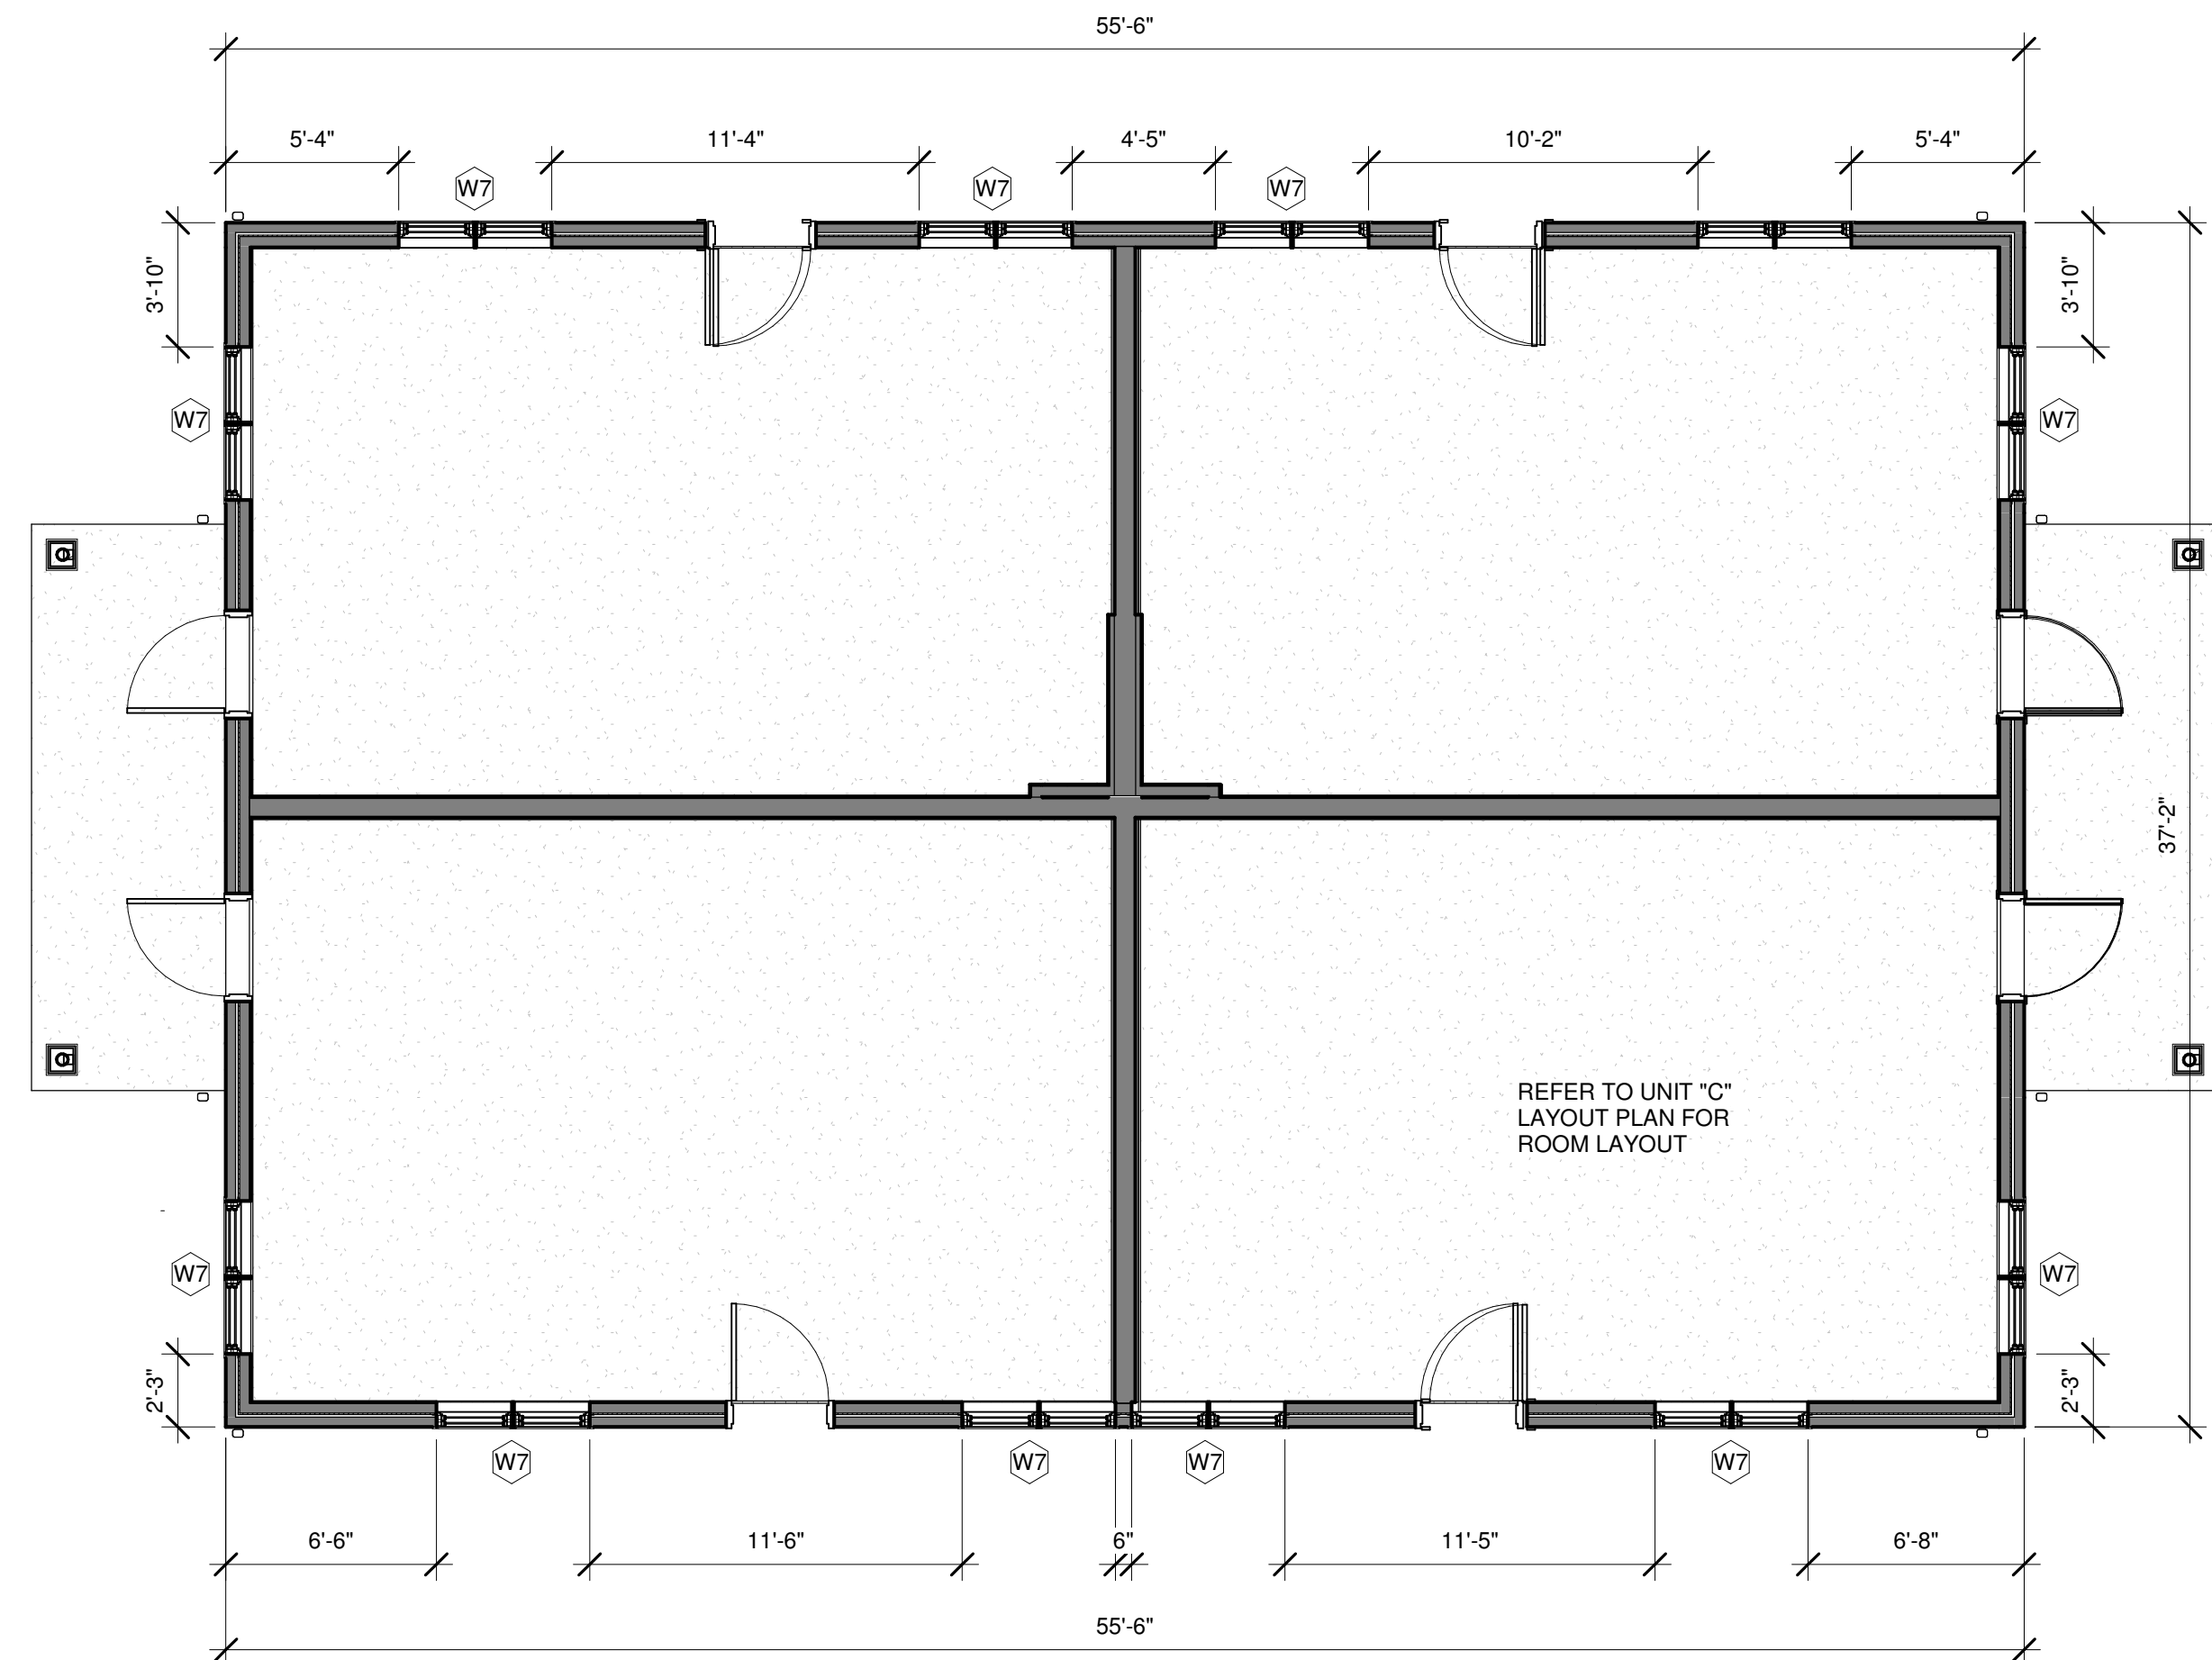 55'-6"
5'-4"
11'-4"
4'-5"
10'-2"
5'-4"
W7
W7
W7
3'-10"
3'-10"
W7
W7
37'-2"
REFER TO UNIT "C"
LAYOUT PLAN FOR
ROOM LAYOUT
W7
W7
2'-3"
2'-3"
W7
W7
W7
W7
6'-6"
11'-6"
6"
11'-5"
6'-8"
55'-6"